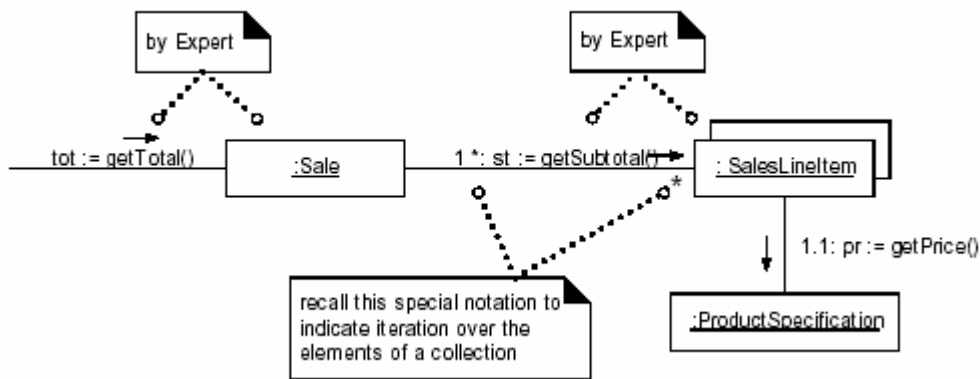 by Expert
by Expert
tot := getTotal()
:Sale
1 *: st := getSubtotal()
: SalesLineItem
*
1.1: pr := getPrice()
recall this special notation to
indicate iteration over the
elements of a collection
:ProductSpecification